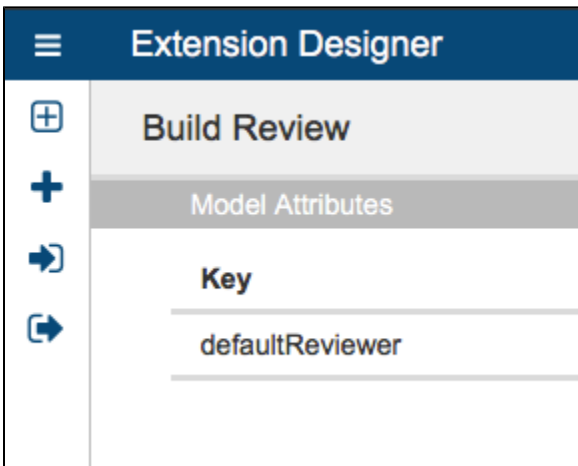 Extension Designer
Build Review
Model Attributes
Key
defaultReviewer